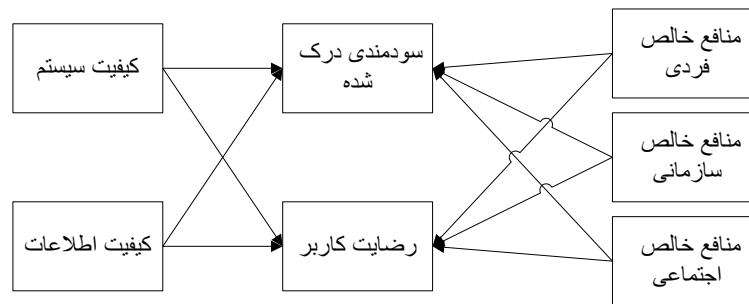 منافع خالص
فردی
سودمندی درک
شده
کیفیت سیستم
منافع خالص
سازمانی
منافع خالص
اجتماعی
رضایت کاربر
کیفیت اطلاعات